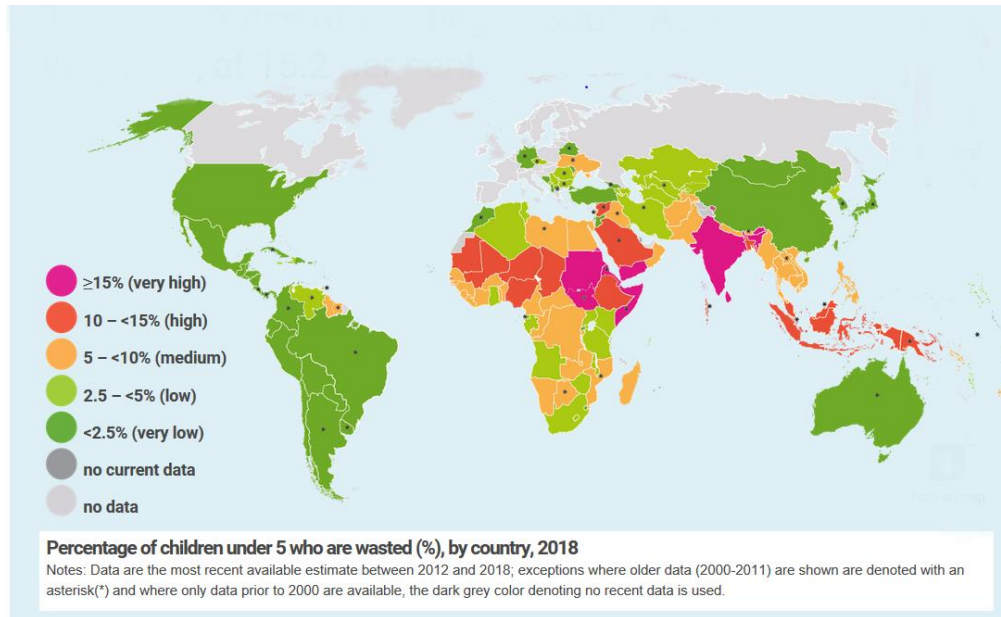 at 15.2
≥15% (very high)
10 – <15% (high)
5 – <10% (medium)
2.5 – <5% (low)
<2.5% (very low)
no current data
no data
Percentage of children under 5 who are wasted (%), by country, 2018
Notes: Data are the most recent available estimate between 2012 and 2018; exceptions where older data (2000-2011) are shown are denoted with an
asterisk(*) and where only data prior to 2000 are available, the dark grey color denoting no recent data is used.